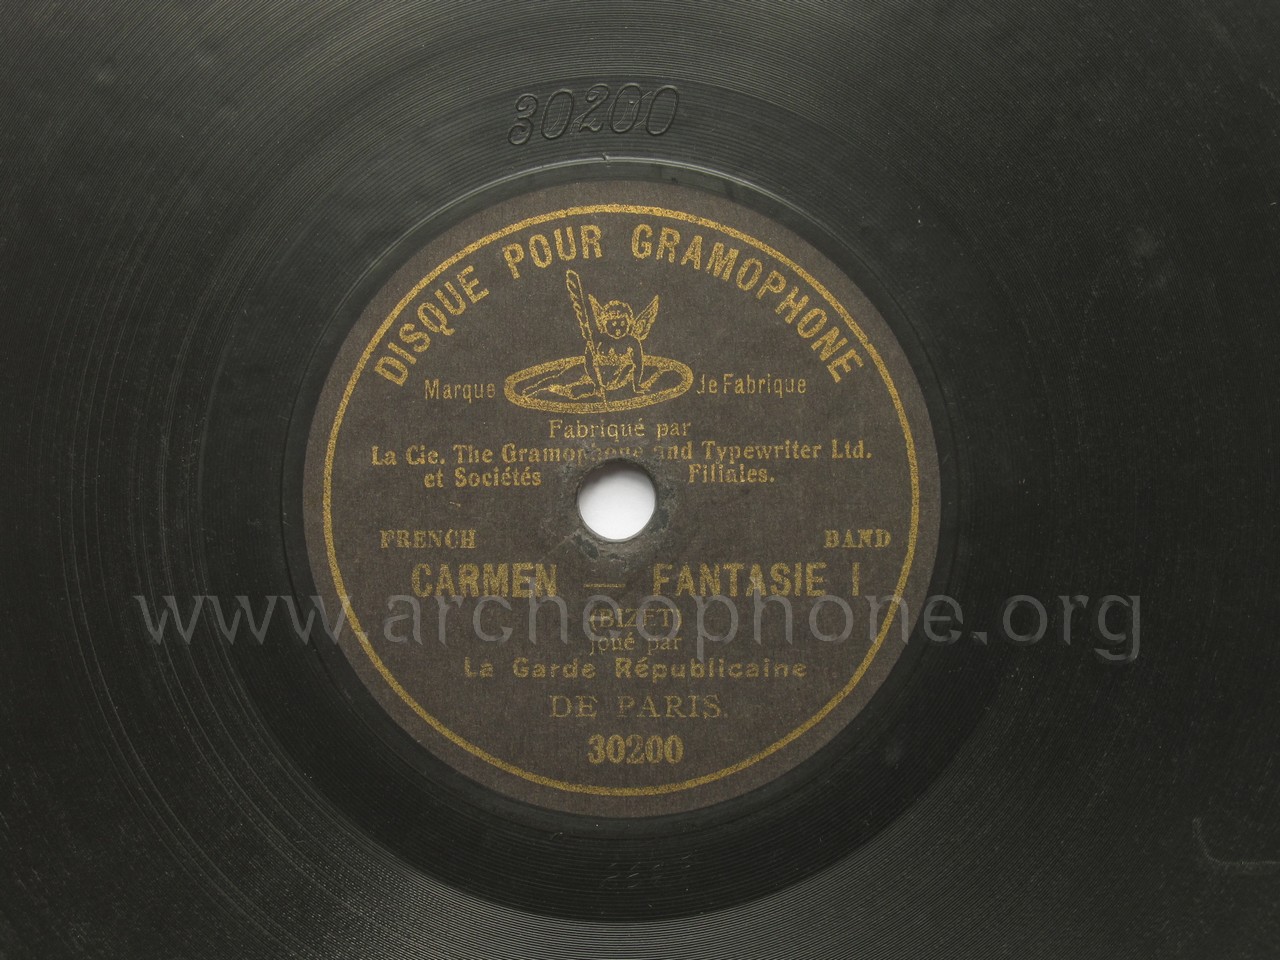 30200
DISQUE POUR GRAMOPHONE
Marque de Fabrique
Fabriqué par
La Cie. The Gramophone and Typewriter Ltd.
et Sociétés Filiales.
FRENCH BAND
CARMEN — FANTASIE I
(BIZET)
www.archeophone.org
joué par
La Garde Républicaine
DE PARIS.
30200